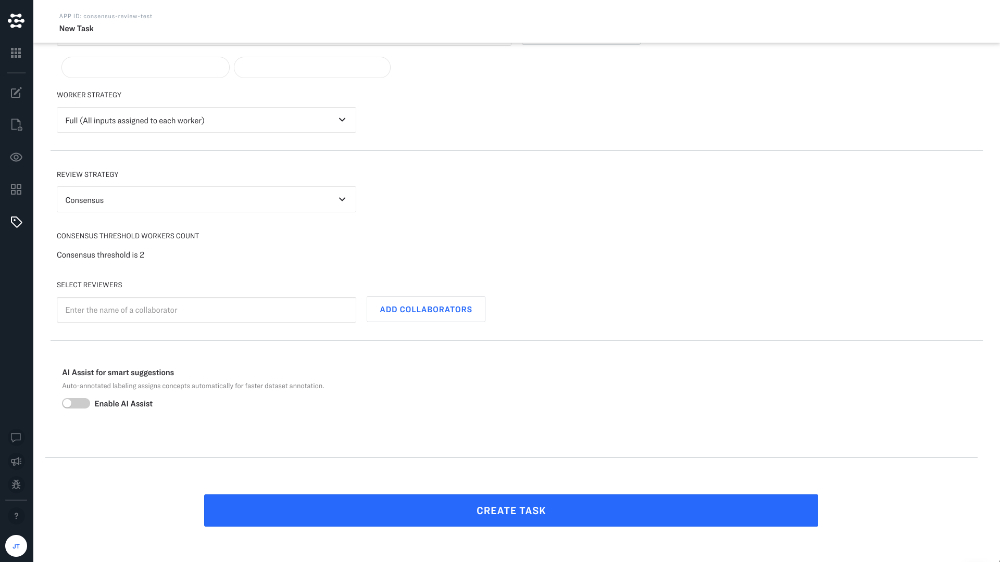 APP ID: consensus-review-test
New Task
WORKER STRATEGY
Full (All inputs assigned to each worker)
REVIEW STRATEGY
Consensus
CONSENSUS THRESHOLD WORKERS COUNT
Consensus threshold is 2
SELECT REVIEWERS
Enter the name of a collaborator
ADD COLLABORATORS
AI Assist for smart suggestions
Auto-annotated labeling assigns concepts automatically for faster dataset annotation.
Enable AI Assist
CREATE TASK
?
JT